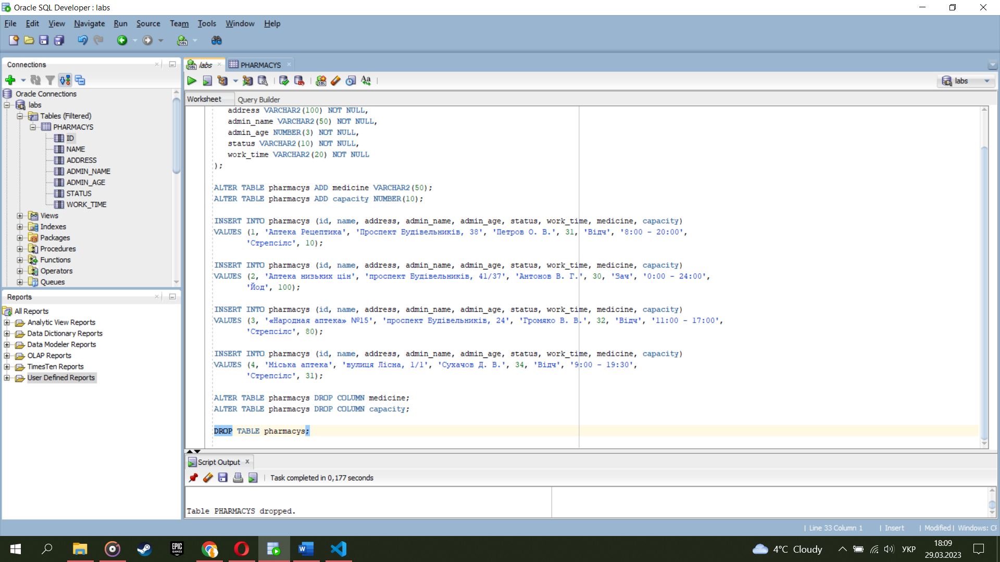 Oracle SQL Developer : labs
File Edit View Navigate Run Source Team Tools Window Help
Connections
Oracle Connections
labs
Tables (Filtered)
PHARMACYS
ID
NAME
ADDRESS
ADMIN_NAME
ADMIN_AGE
STATUS
WORK_TIME
Views
Indexes
Packages
Procedures
Functions
Operators
Queues
Reports
All Reports
Analytic View Reports
Data Dictionary Reports
Data Modeler Reports
OLAP Reports
TimesTen Reports
User Defined Reports
labs PHARMACYS
labs
Worksheet Query Builder
address VARCHAR2(100) NOT NULL,
admin_name VARCHAR2(50) NOT NULL,
admin_age NUMBER(3) NOT NULL,
status VARCHAR2(10) NOT NULL,
work_time VARCHAR2(20) NOT NULL
);
ALTER TABLE pharmacys ADD medicine VARCHAR2(50);
ALTER TABLE pharmacys ADD capacity NUMBER(10);
INSERT INTO pharmacys (id, name, address, admin_name, admin_age, status, work_time, medicine, capacity)
VALUES (1, 'Аптека Рецептика', 'Проспект Будівельників, 38', 'Петров О. В.', 31, 'Відч', '8:00 - 20:00',
'Стрепсілс', 10);
INSERT INTO pharmacys (id, name, address, admin_name, admin_age, status, work_time, medicine, capacity)
VALUES (2, 'Аптека низьких цін', 'проспект Будівельників, 41/37', 'Антонов В. Г.', 30, 'Зач', '0:00 - 24:00',
'Йод', 100);
INSERT INTO pharmacys (id, name, address, admin_name, admin_age, status, work_time, medicine, capacity)
VALUES (3, '«Народная аптека» №15', 'проспект Будівельників, 24', 'Громяко В. В.', 32, 'Відч', '11:00 - 17:00',
'Стрепсілс', 80);
INSERT INTO pharmacys (id, name, address, admin_name, admin_age, status, work_time, medicine, capacity)
VALUES (4, 'Міська аптека', 'вулиця Лісна, 1/1', 'Сухачов Д. В.', 34, 'Відч', '9:00 - 19:30',
'Стрепсілс', 31);
ALTER TABLE pharmacys DROP COLUMN medicine;
ALTER TABLE pharmacys DROP COLUMN capacity;
DROP TABLE pharmacys;
Script Output
Task completed in 0,177 seconds
Table PHARMACYS dropped.
| Line 33 Column 1 | Insert | Modified | Windows: CF
EPIC GAMES
4°C Cloudy
УКР
18:09
29.03.2023